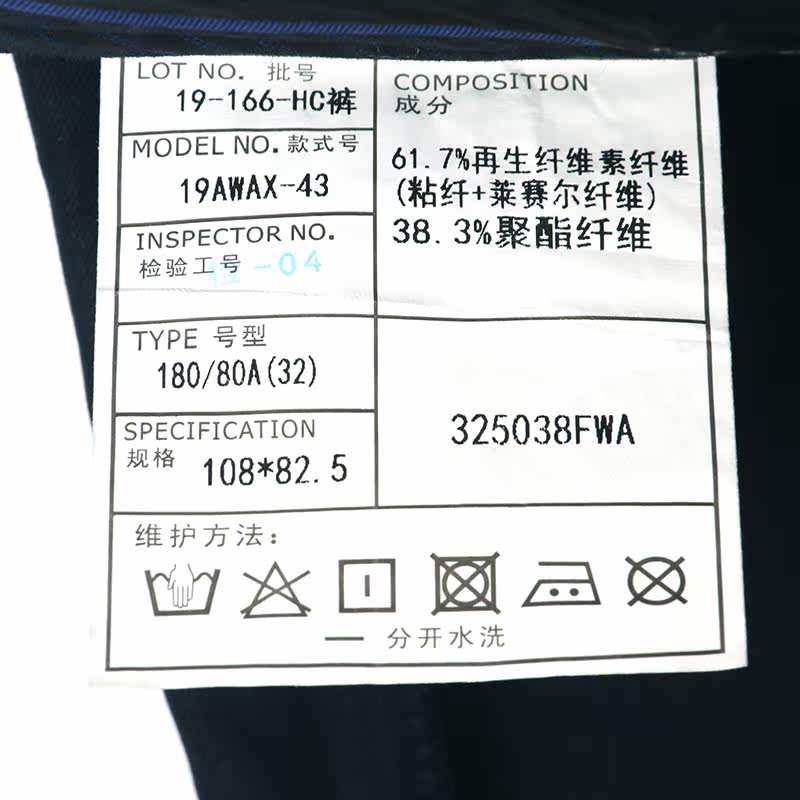 LOT NO. 批号
19-166-HC裤
MODEL NO. 款式号
19AWAX-43
INSPECTOR NO.
检验工号
检-04
TYPE 号型
180/80A(32)
SPECIFICATION
规格 108*82.5
COMPOSITION
成分
61.7%再生纤维素纤维
(粘纤+莱赛尔纤维)
38.3%聚酯纤维
325038FWA
维护方法:
— 分开水洗